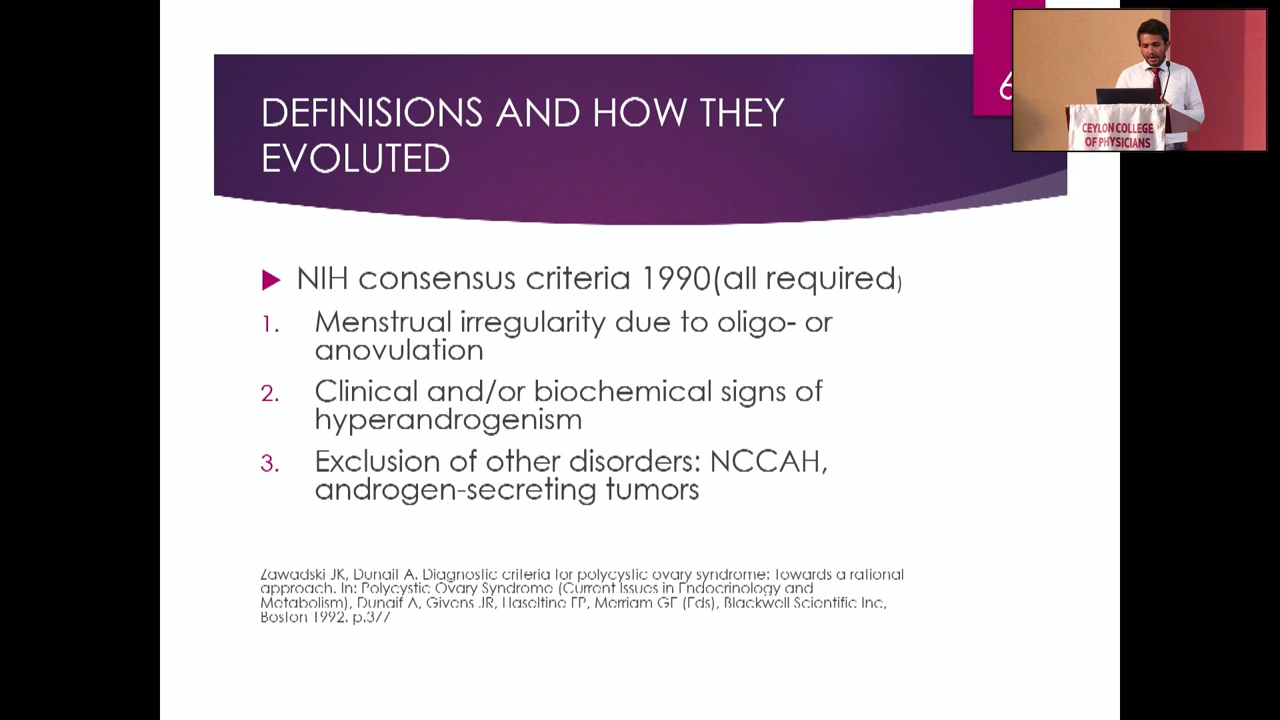 DEFINISIONS AND HOW THEY
EVOLUTED
6
CEYLON COLLEGE
OF PHYSICIANS
▶ NIH consensus criteria 1990(all required)
1. Menstrual irregularity due to oligo- or
anovulation
2. Clinical and/or biochemical signs of
hyperandrogenism
3. Exclusion of other disorders: NCCAH,
androgen-secreting tumors
Zawadski JK, Dunaif A. Diagnostic criteria for polycystic ovary syndrome: Towards a rational
approach. In: Polycystic Ovary Syndrome (Current Issues in Endocrinology and
Metabolism), Dunaif A, Givens JR, Haseltine FP, Merriam GE (Eds), Blackwell Scientific Inc,
Boston 1992. p.377